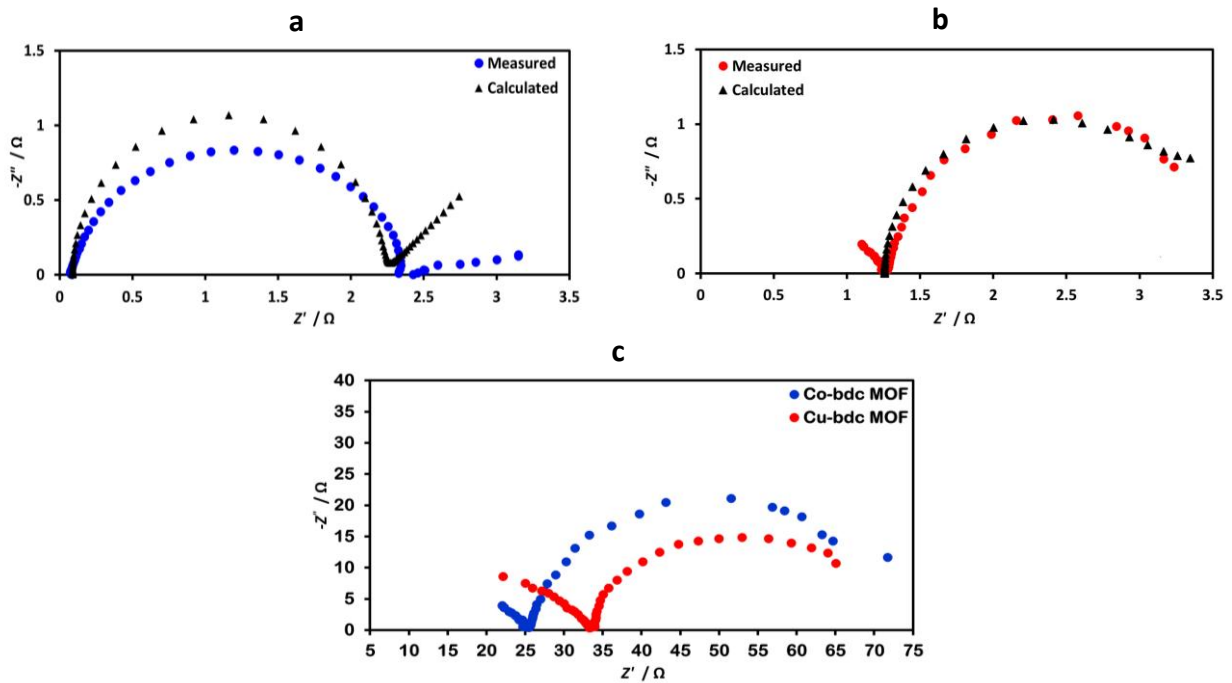 a
1.5
1
0.5
0
-Z″ / Ω
Measured
Calculated
0 0.5 1 1.5 2 2.5 3 3.5
Z′ / Ω
b
1.5
1
0.5
0
-Z″ / Ω
Measured
Calculated
0 0.5 1 1.5 2 2.5 3 3.5
Z′ / Ω
c
40
35
30
25
20
15
10
5
0
-Z″ / Ω
Co-bdc MOF
Cu-bdc MOF
5 10 15 20 25 30 35 40 45 50 55 60 65 70 75
Z′ / Ω